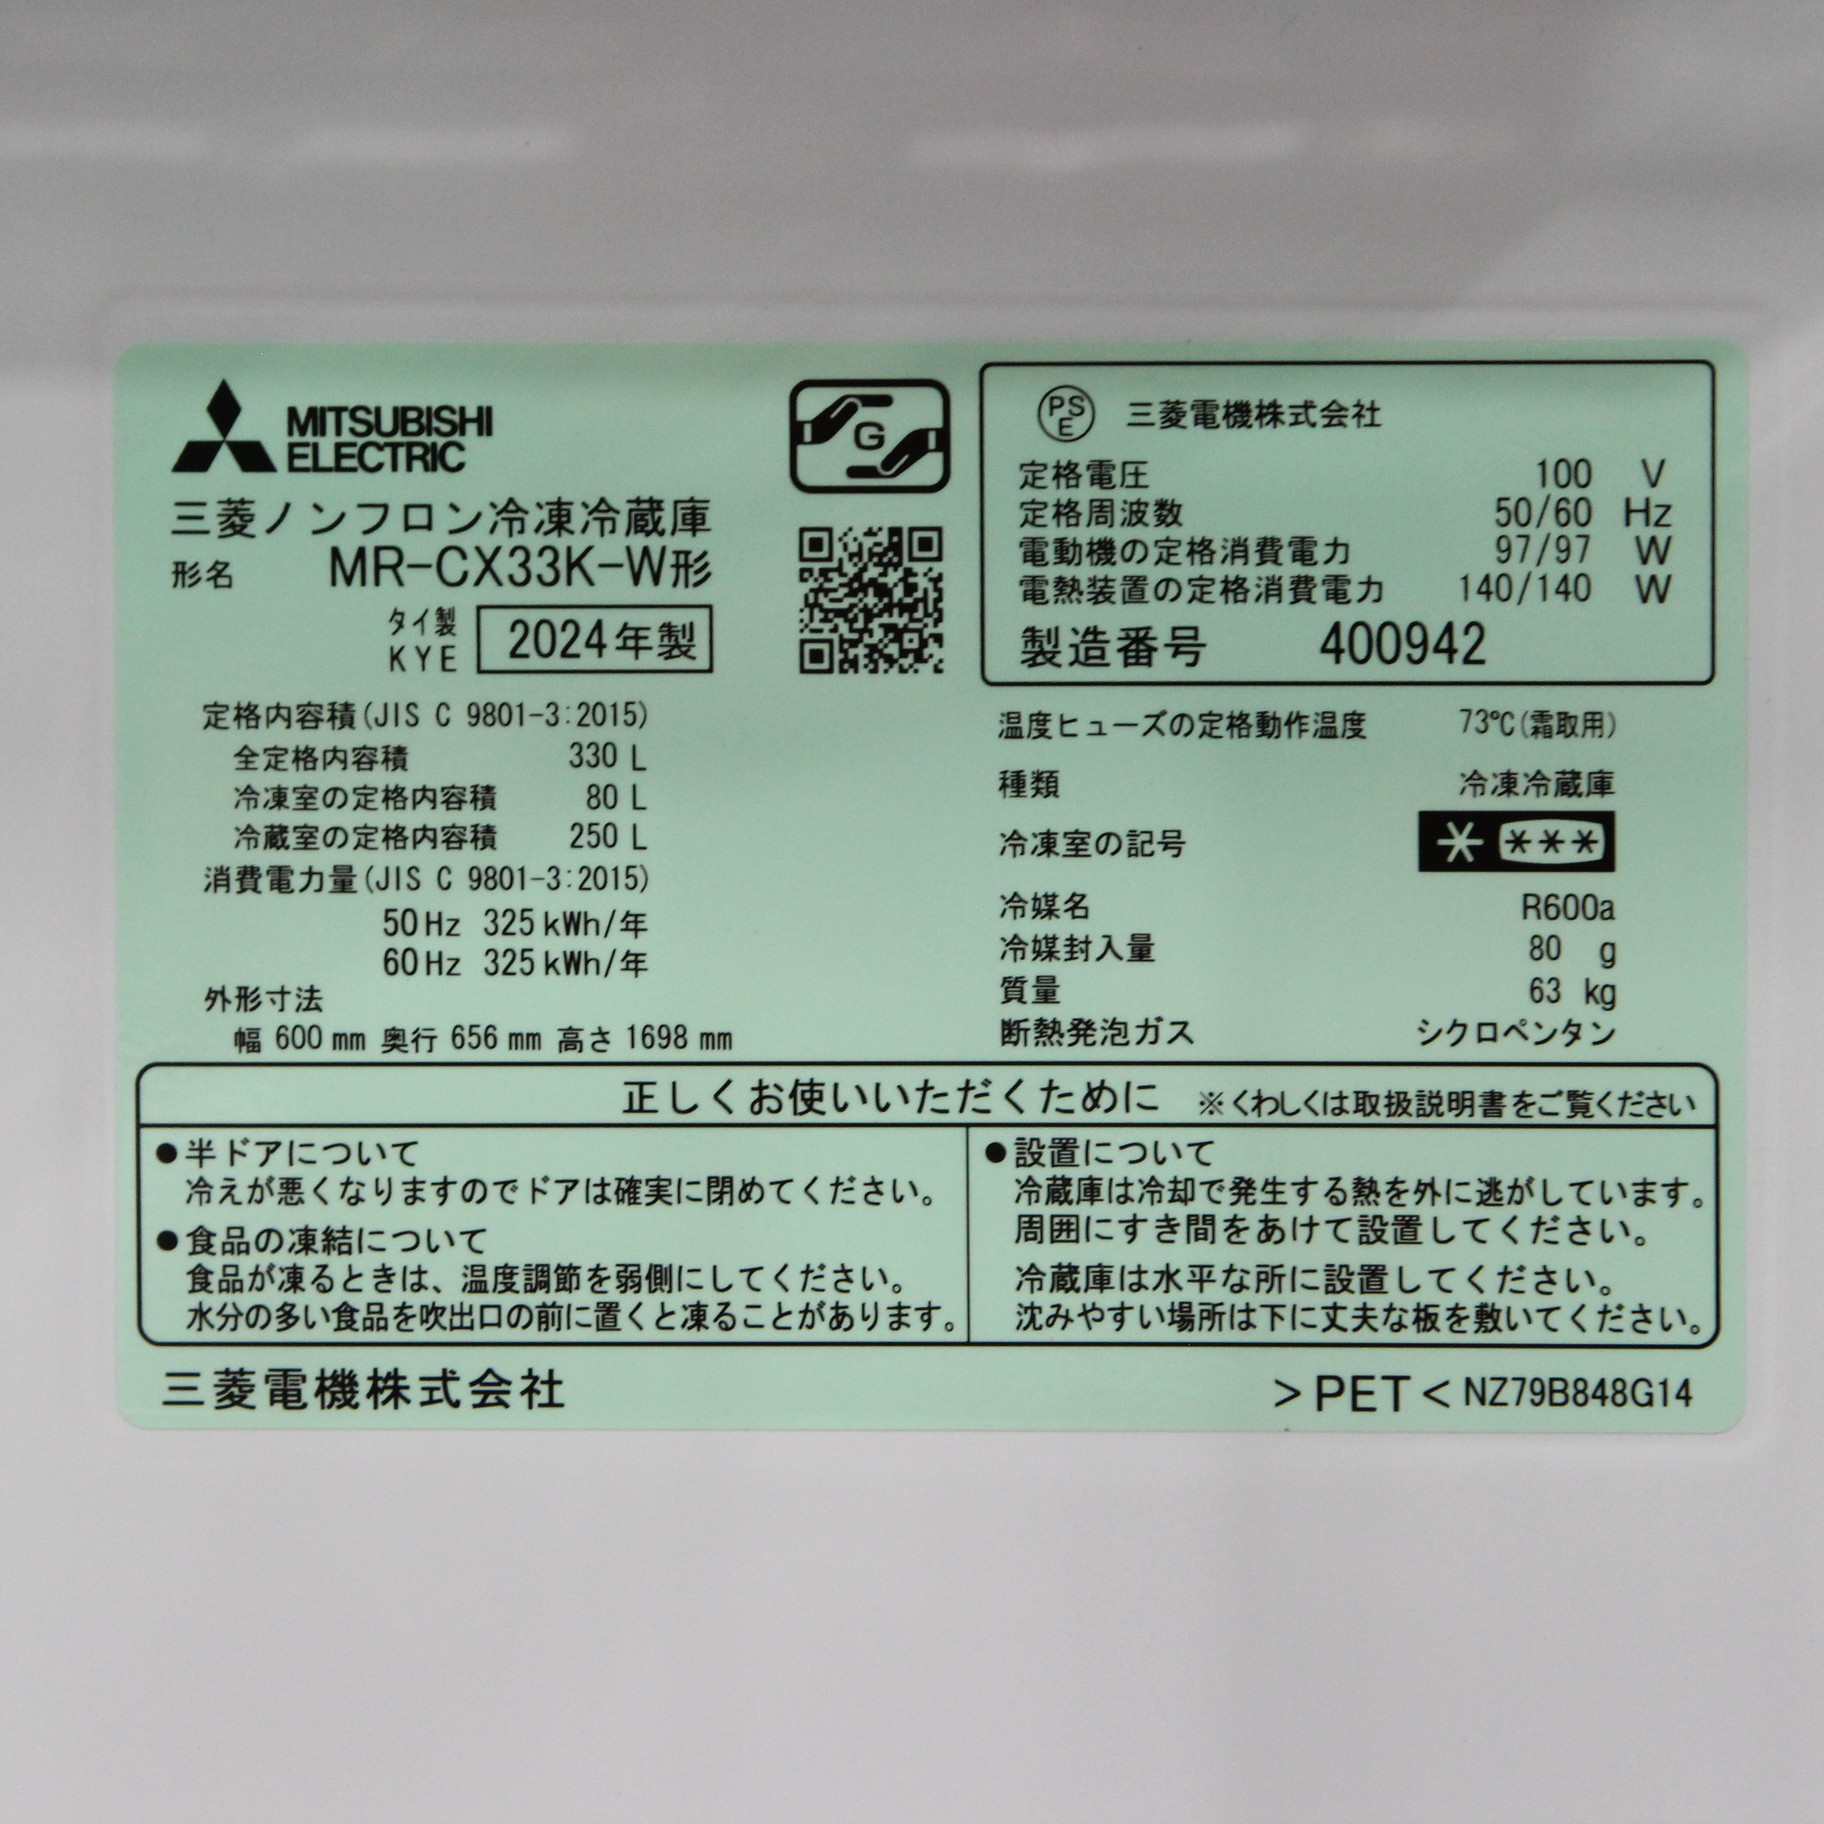 MITSUBISHI
ELECTRIC
三菱ノンフロン冷凍冷蔵庫
形名 MR-CX33K-W形
タイ製
KYE 2024年製
G
PSE 三菱電機株式会社
定格電圧 100 V
定格周波数 50/60 Hz
電動機の定格消費電力 97/97 W
電熱装置の定格消費電力 140/140 W
製造番号 400942
定格内容積(JIS C 9801-3:2015)
全定格内容積 330 L
冷凍室の定格内容積 80 L
冷蔵室の定格内容積 250 L
消費電力量(JIS C 9801-3:2015)
50Hz 325kWh/年
60Hz 325kWh/年
外形寸法
幅 600 mm 奥行 656 mm 高さ 1698 mm
温度ヒューズの定格動作温度 73℃(霜取用)
種類 冷凍冷蔵庫
冷凍室の記号 * ***
冷媒名 R600a
冷媒封入量 80 g
質量 63 kg
断熱発泡ガス シクロペンタン
正しくお使いいただくために ※くわしくは取扱説明書をご覧ください
●半ドアについて
冷えが悪くなりますのでドアは確実に閉めてください。
●食品の凍結について
食品が凍るときは、温度調節を弱側にしてください。
水分の多い食品を吹出口の前に置くと凍ることがあります。
●設置について
冷蔵庫は冷却で発生する熱を外に逃がしています。
周囲にすき間をあけて設置してください。
冷蔵庫は水平な所に設置してください。
沈みやすい場所は下に丈夫な板を敷いてください。
三菱電機株式会社
>PET< NZ79B848G14